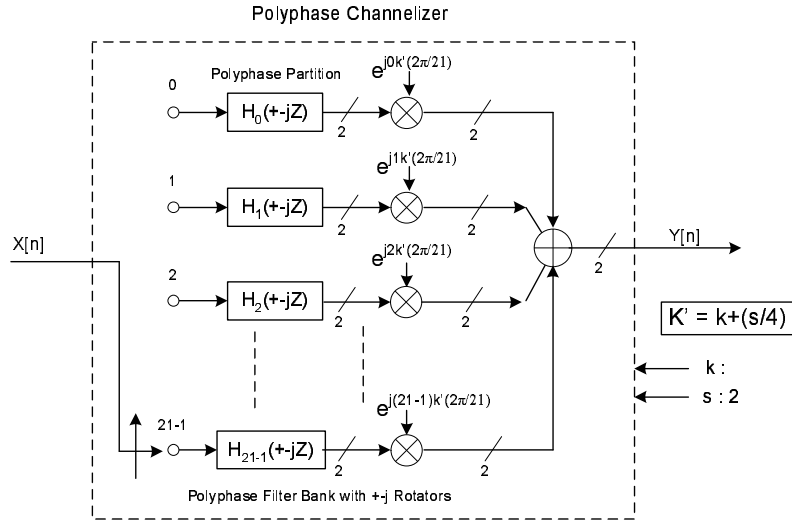 Polyphase Channelizer
Polyphase Partition
e^j0k'(2π/21)
0
H0(+-jZ)
2
2
1
e^j1k'(2π/21)
H1(+-jZ)
2
2
X[n]
Y[n]
2
2
e^j2k'(2π/21)
H2(+-jZ)
2
2
K' = k+(s/4)
k :
s : 2
e^j(21-1)k'(2π/21)
21-1
H21-1(+-jZ)
2
2
Polyphase Filter Bank with +-j Rotators